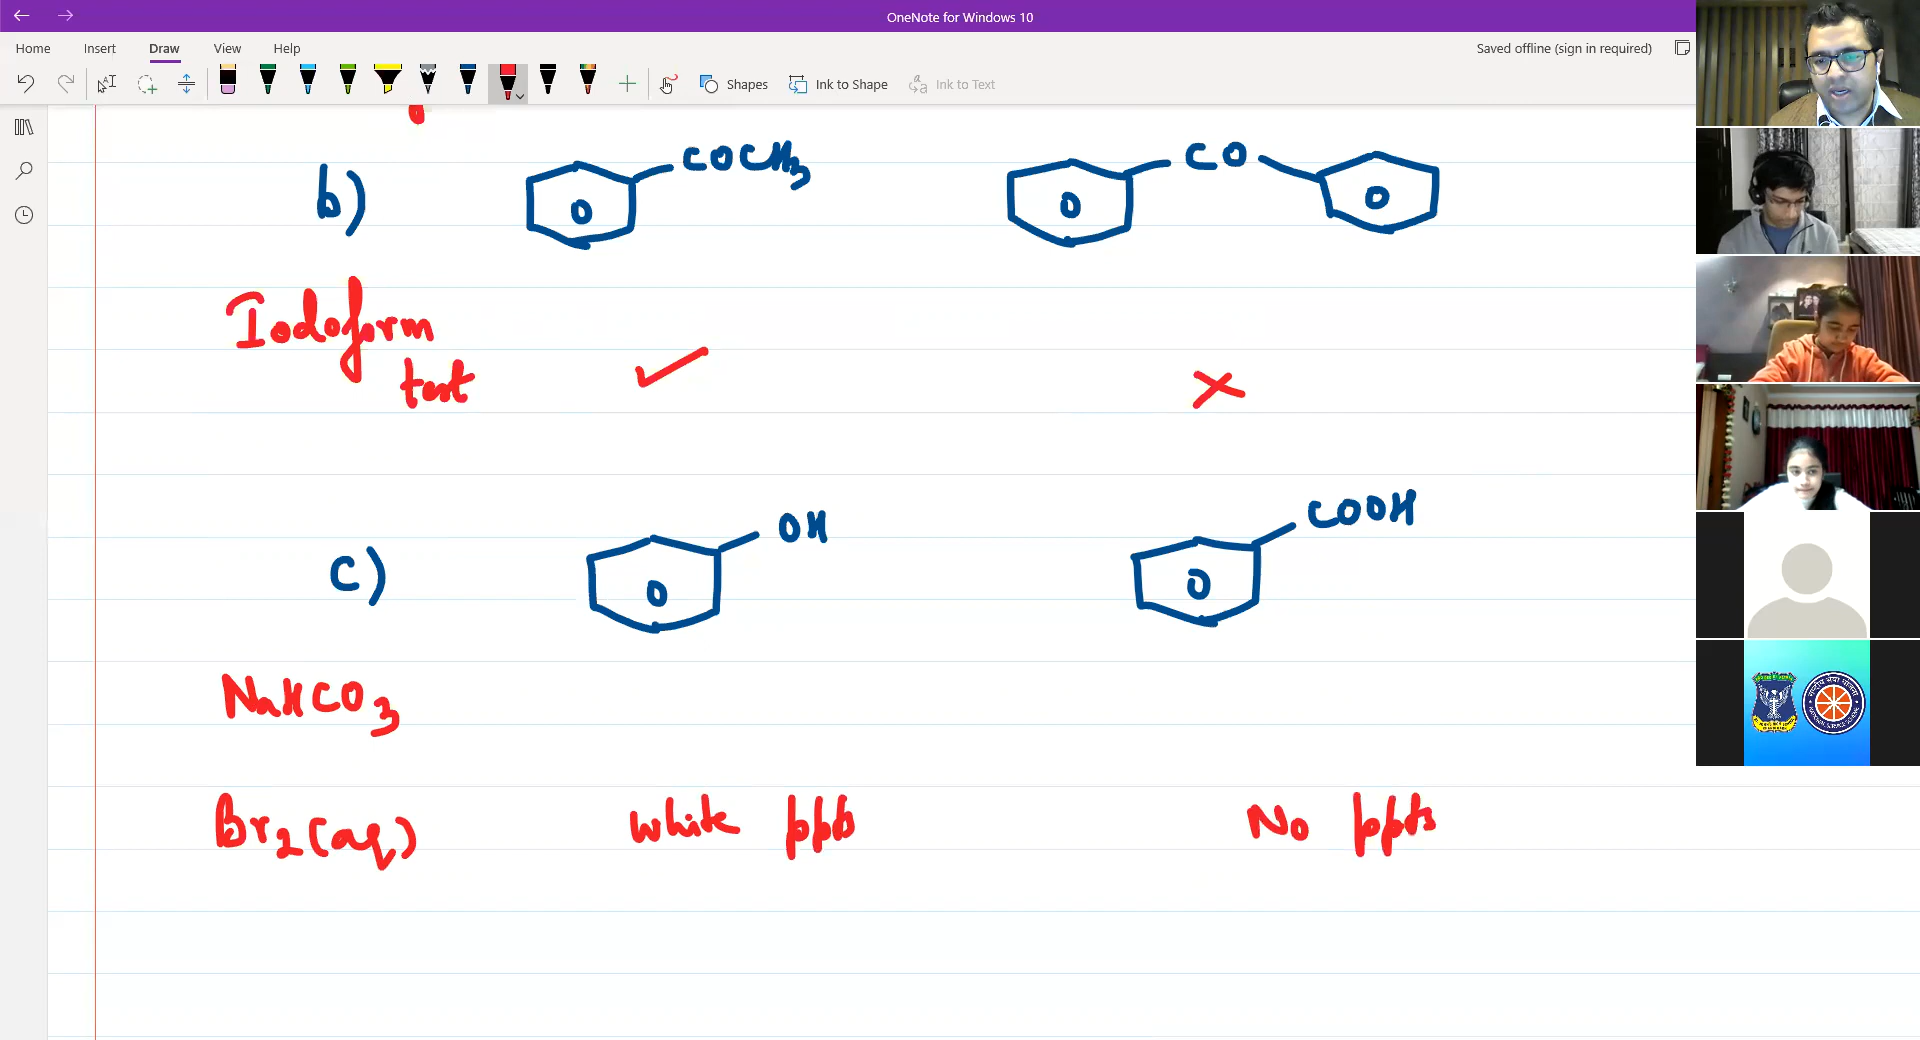 OneNote for Windows 10
Home Insert Draw View Help
Saved offline (sign in required)
Shapes Ink to Shape Ink to Text
b) COCH3 CO
Iodoform
test
c) OH COOH
NaHCO3
Br2(aq) white ppts No ppts